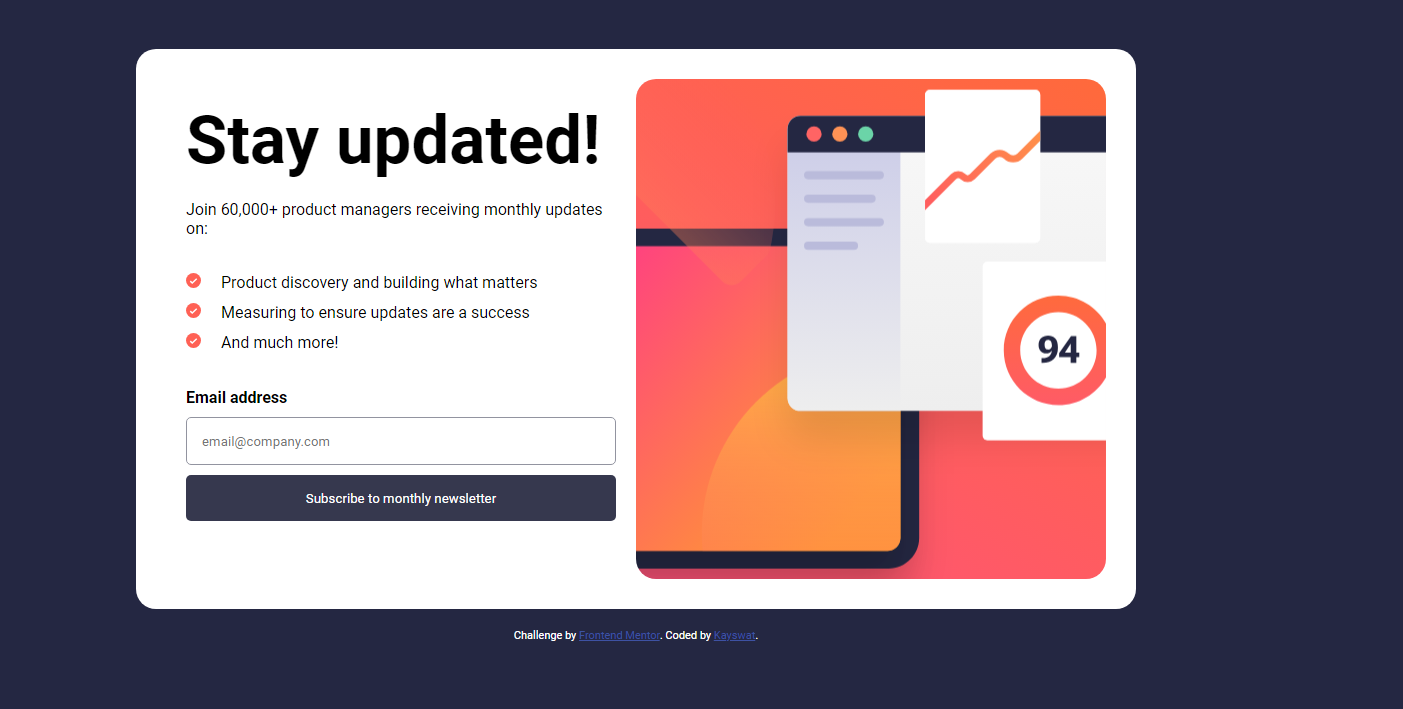 Stay updated!
Join 60,000+ product managers receiving monthly updates
on:
Product discovery and building what matters
Measuring to ensure updates are a success
And much more!
Email address
email@company.com
Subscribe to monthly newsletter
94
Challenge by Frontend Mentor. Coded by Kayswat.